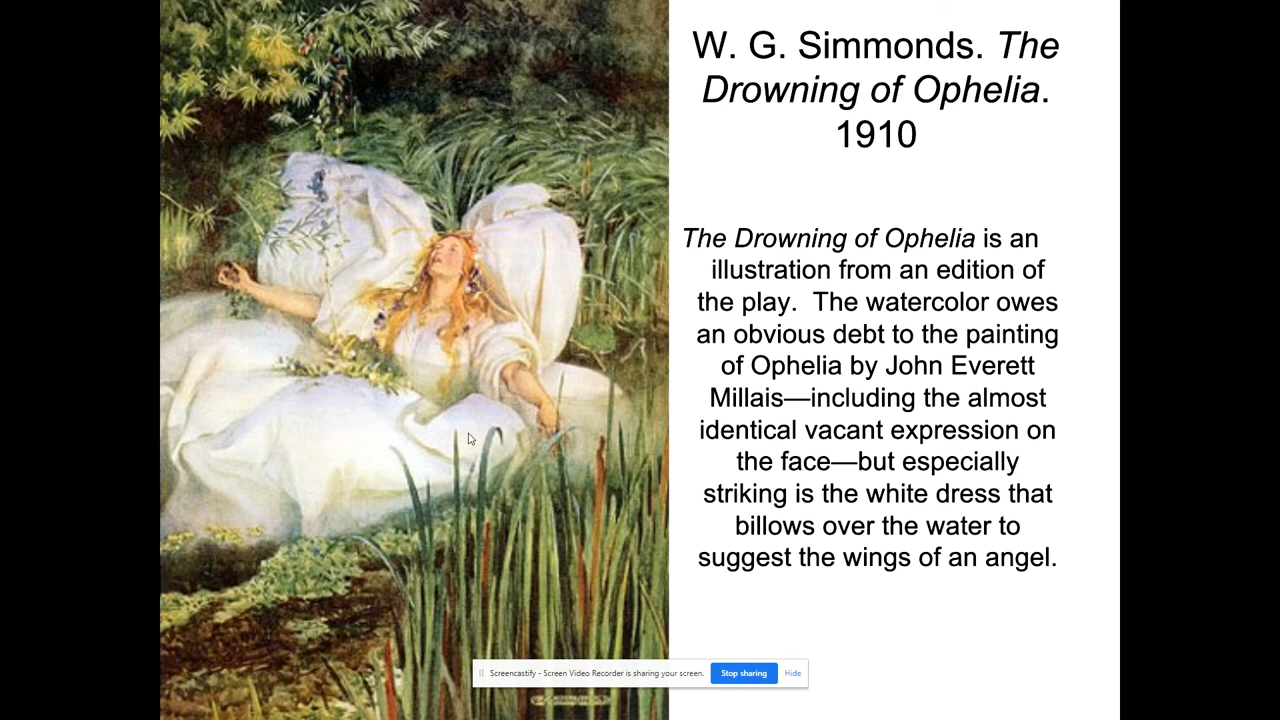 W. G. Simmonds. The
Drowning of Ophelia.
1910
The Drowning of Ophelia is an
illustration from an edition of
the play.  The watercolor owes
an obvious debt to the painting
of Ophelia by John Everett
Millais—including the almost
identical vacant expression on
the face—but especially
striking is the white dress that
billows over the water to
suggest the wings of an angel.
Screencastify - Screen Video Recorder is sharing your screen. Stop sharing Hide